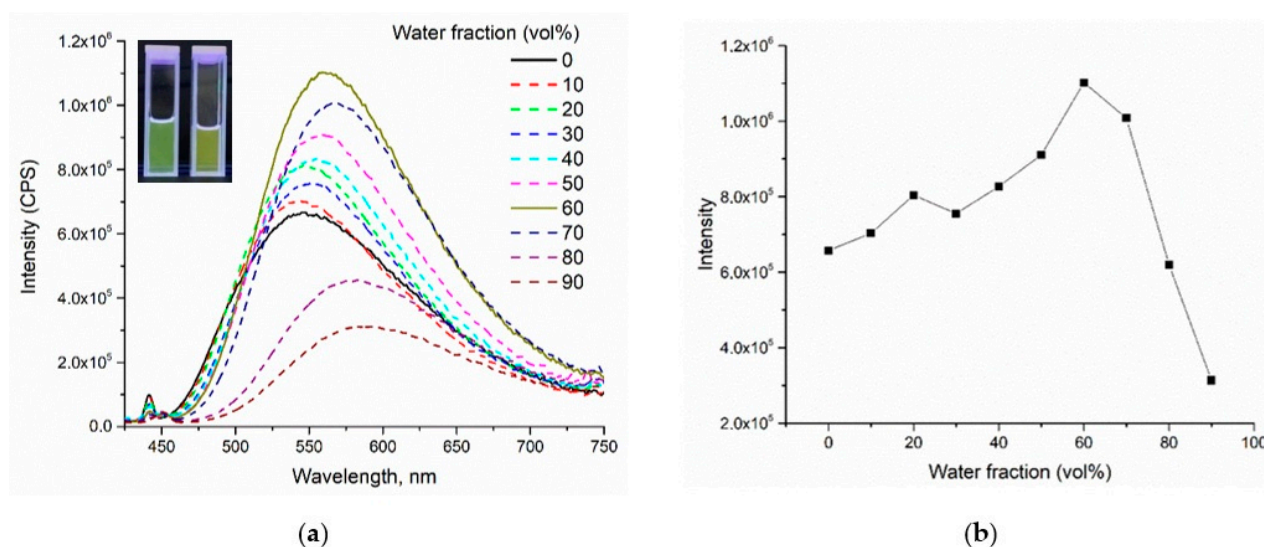 Water fraction (vol%)
0
10
20
30
40
50
60
70
80
90
1.2x10⁶
1.0x10⁶
8.0x10⁵
6.0x10⁵
4.0x10⁵
2.0x10⁵
0.0
Intensity (CPS)
450 500 550 600 650 700 750
Wavelength, nm
(a)
1.2x10⁶
1.0x10⁶
8.0x10⁵
6.0x10⁵
4.0x10⁵
2.0x10⁵
Intensity
0 20 40 60 80 100
Water fraction (vol%)
(b)